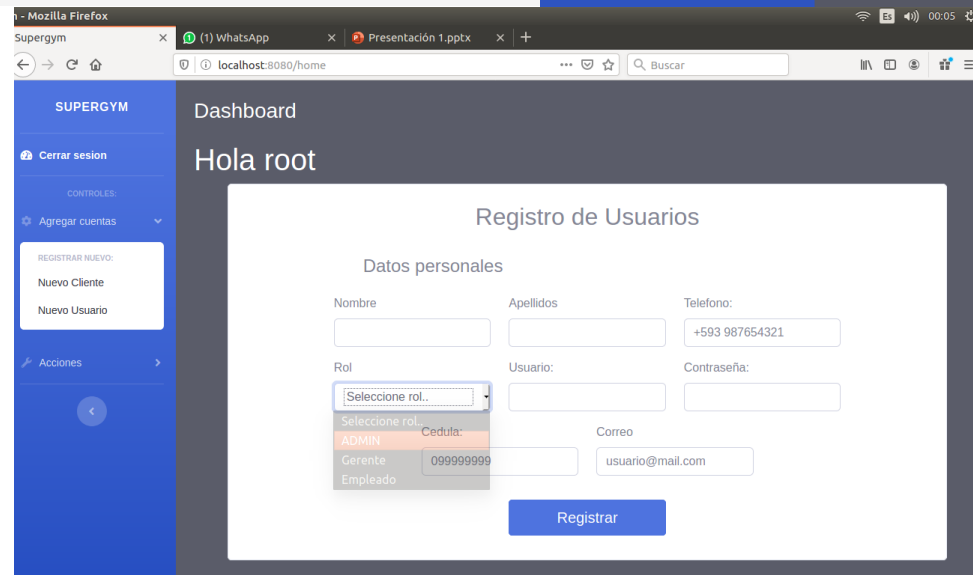 n - Mozilla Firefox
Es
00:05
Supergym
(1) WhatsApp
Presentación 1.pptx
localhost:8080/home
Buscar
SUPERGYM
Dashboard
Cerrar sesion
Hola root
CONTROLES:
Agregar cuentas
REGISTRAR NUEVO:
Nuevo Cliente
Nuevo Usuario
Acciones
Registro de Usuarios
Datos personales
Nombre
Apellidos
Telefono:
+593 987654321
Rol
Usuario:
Contraseña:
Seleccione rol..
Seleccione rol..
ADMIN
Gerente
Empleado
Cedula:
Correo
099999999
usuario@mail.com
Registrar